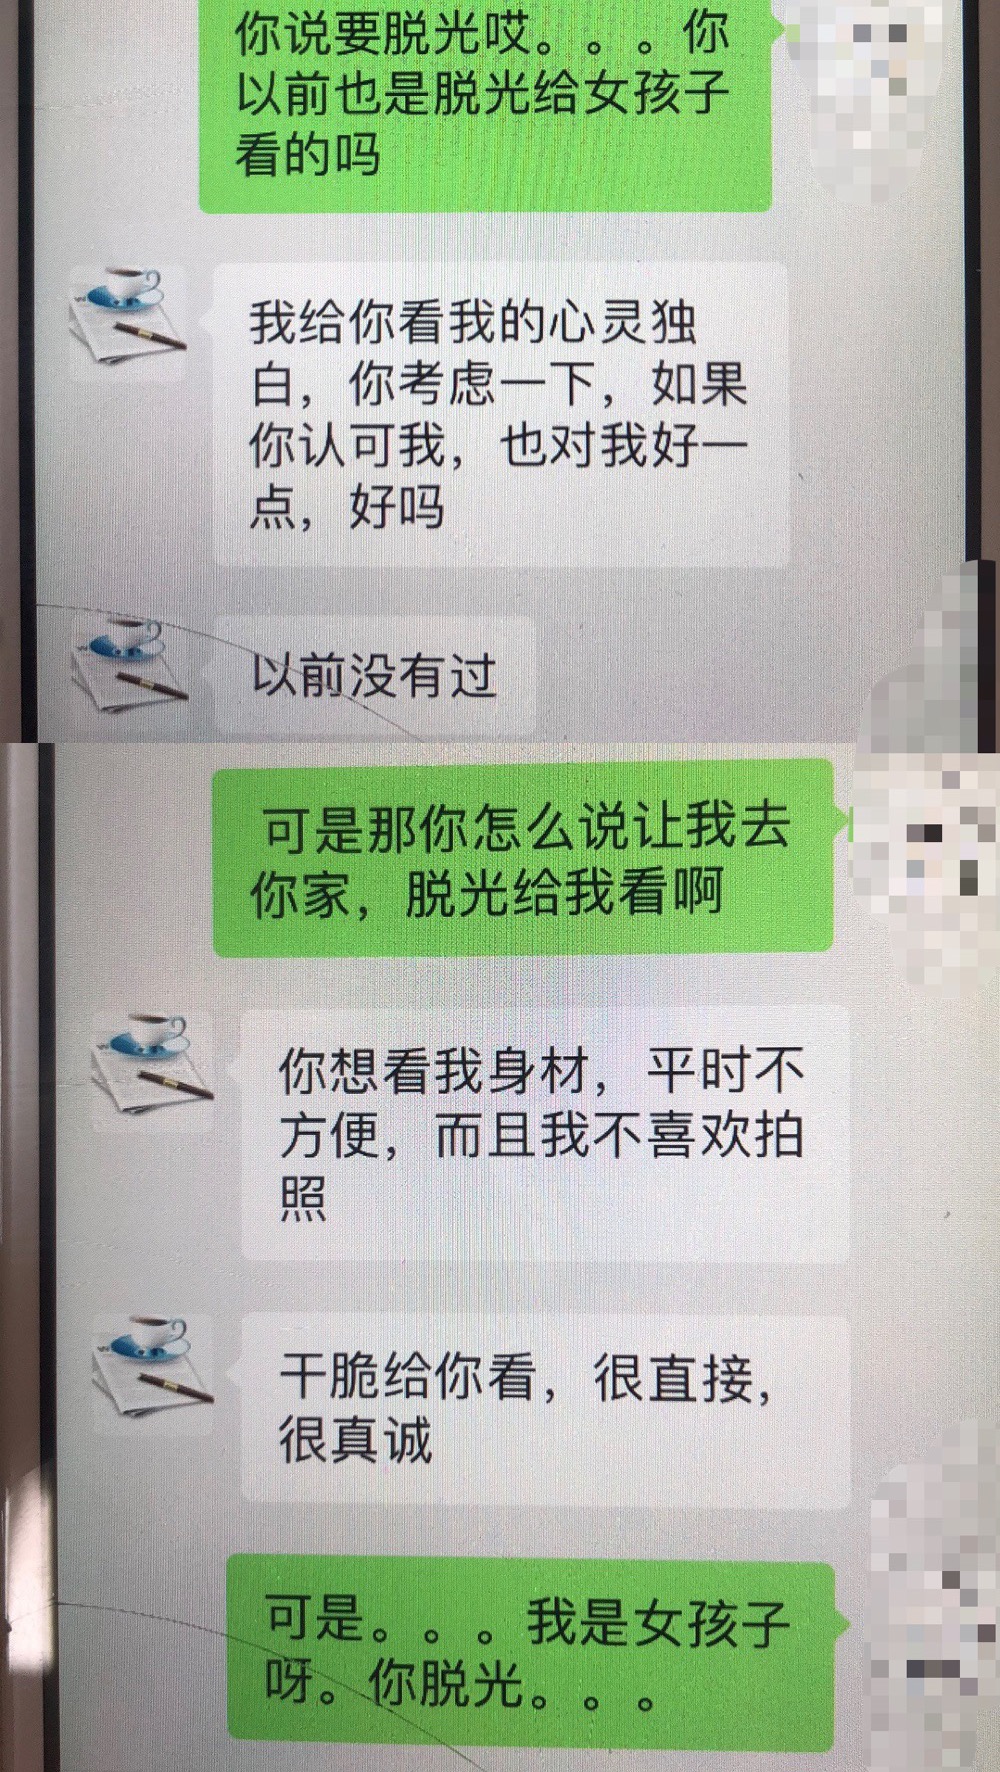 你说要脱光哎。。。你
以前也是脱光给女孩子
看的吗
我给你看我的心灵独
白，你考虑一下，如果
你认可我，也对我好一
点，好吗
以前没有过
可是那你怎么说让我去
你家，脱光给我看啊
你想看我身材，平时不
方便，而且我不喜欢拍
照
干脆给你看，很直接，
很真诚
可是。。。我是女孩子
呀。你脱光。。。